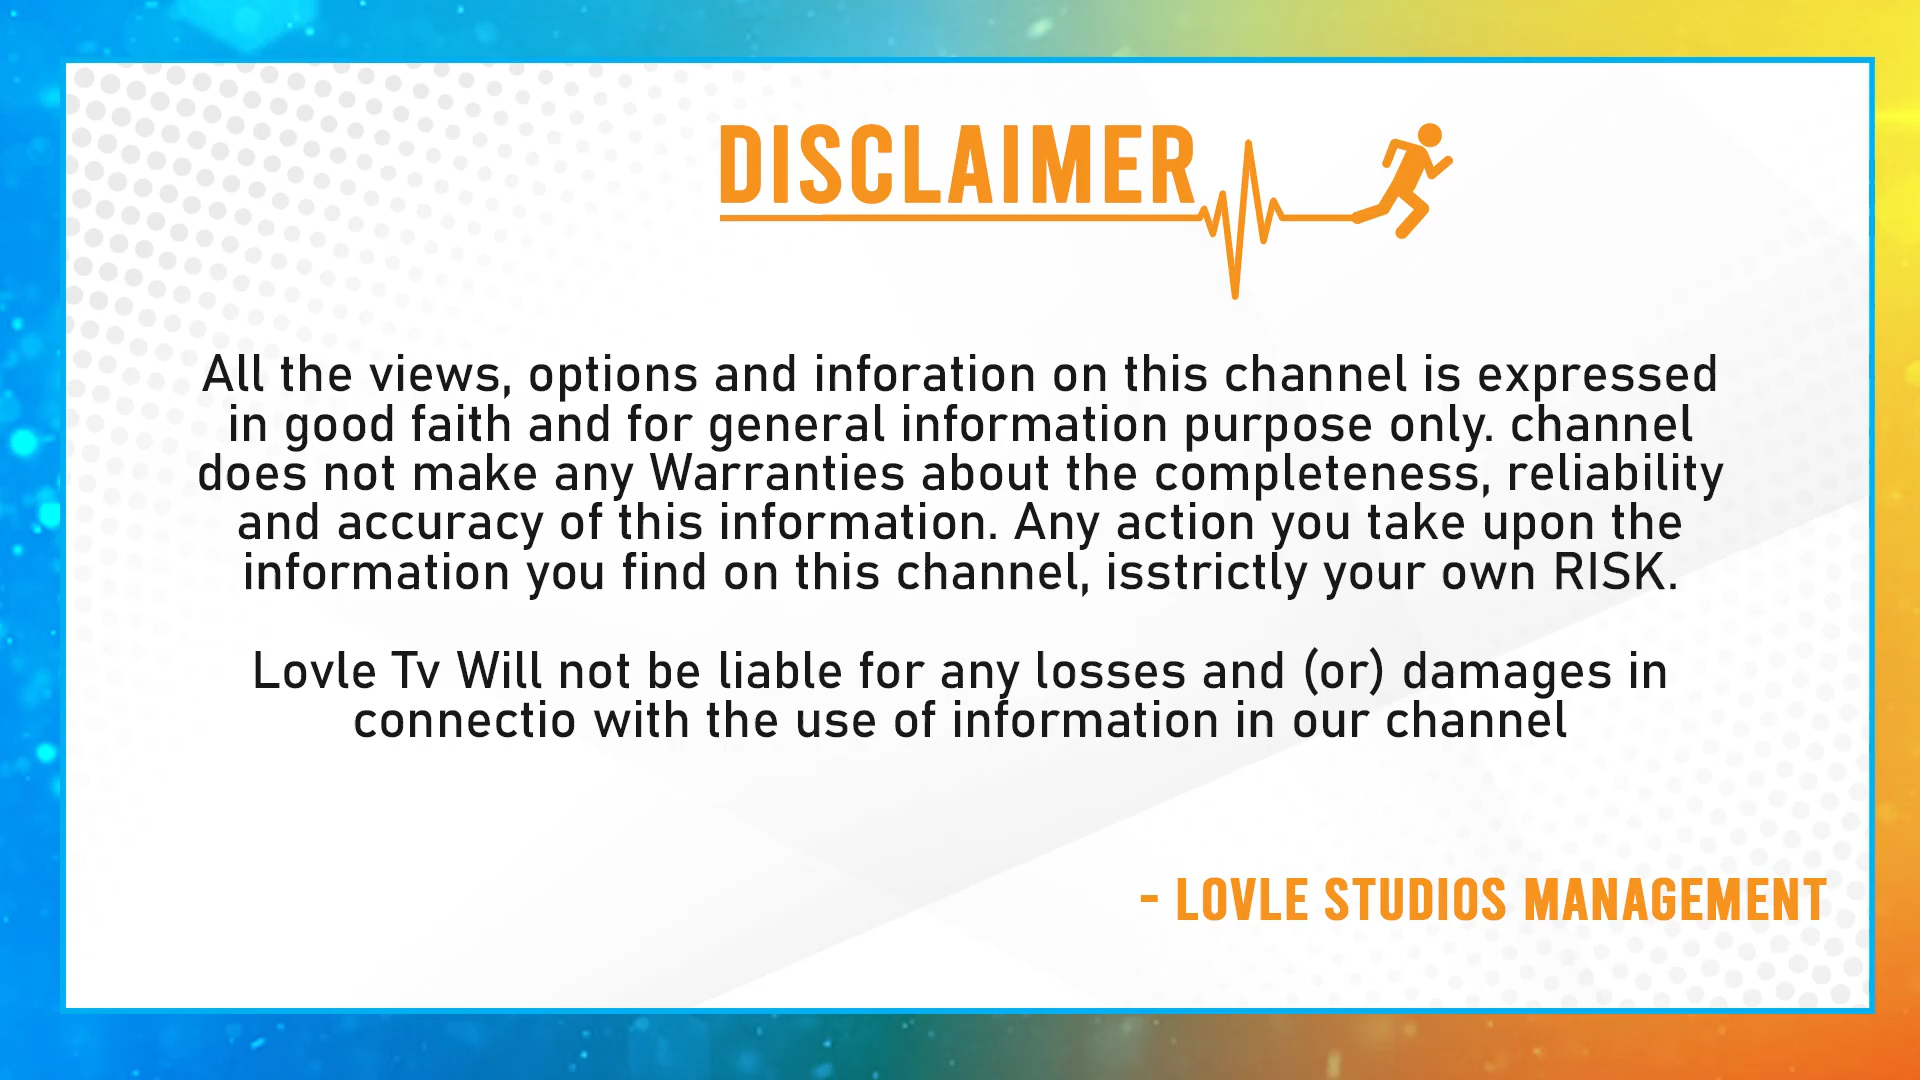 DISCLAIMER
All the views, options and inforation on this channel is expressed
in good faith and for general information purpose only. channel
does not make any Warranties about the completeness, reliability
and accuracy of this information. Any action you take upon the
information you find on this channel, isstrictly your own RISK.
Lovle Tv Will not be liable for any losses and (or) damages in
connectio with the use of information in our channel
- LOVLE STUDIOS MANAGEMENT